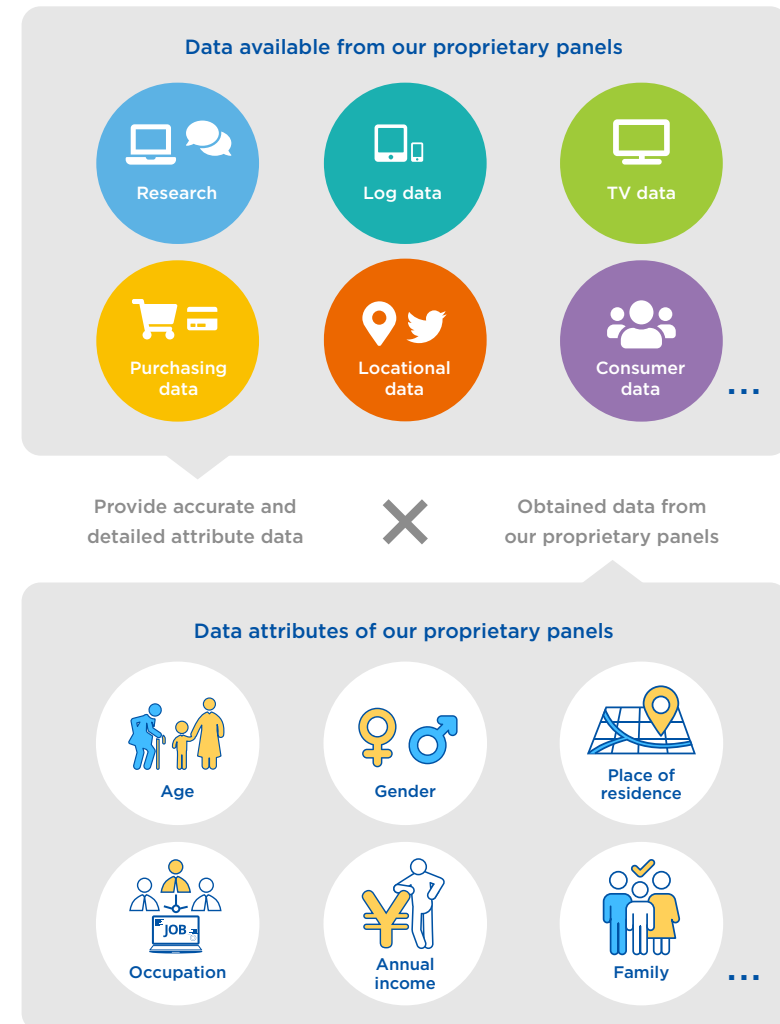 Data available from our proprietary panels
Research
Log data
TV data
Purchasing
data
Locational
data
Consumer
data
...
Provide accurate and
detailed attribute data
×
Obtained data from
our proprietary panels
Data attributes of our proprietary panels
Age
Gender
Place of
residence
JOB
Occupation
¥
Annual
income
Family
...